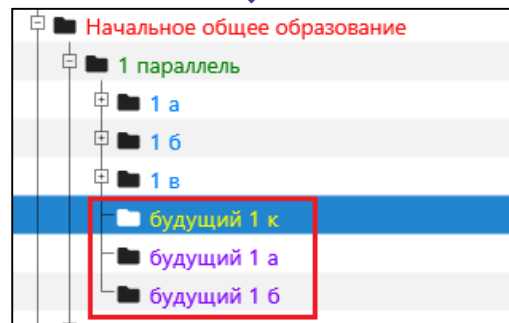 Начальное общее образование
1 параллель
1 а
1 б
1 в
будущий 1 к
будущий 1 а
будущий 1 б